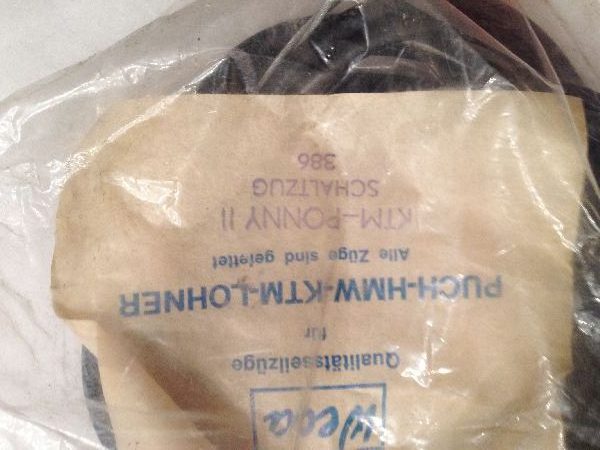 Weca
Qualitätsseilzüge
für
PUCH-HMW-KTM-LOHNER
Alle Züge sind gefettet
KTM-PONNY II
SCHALTZUG
386